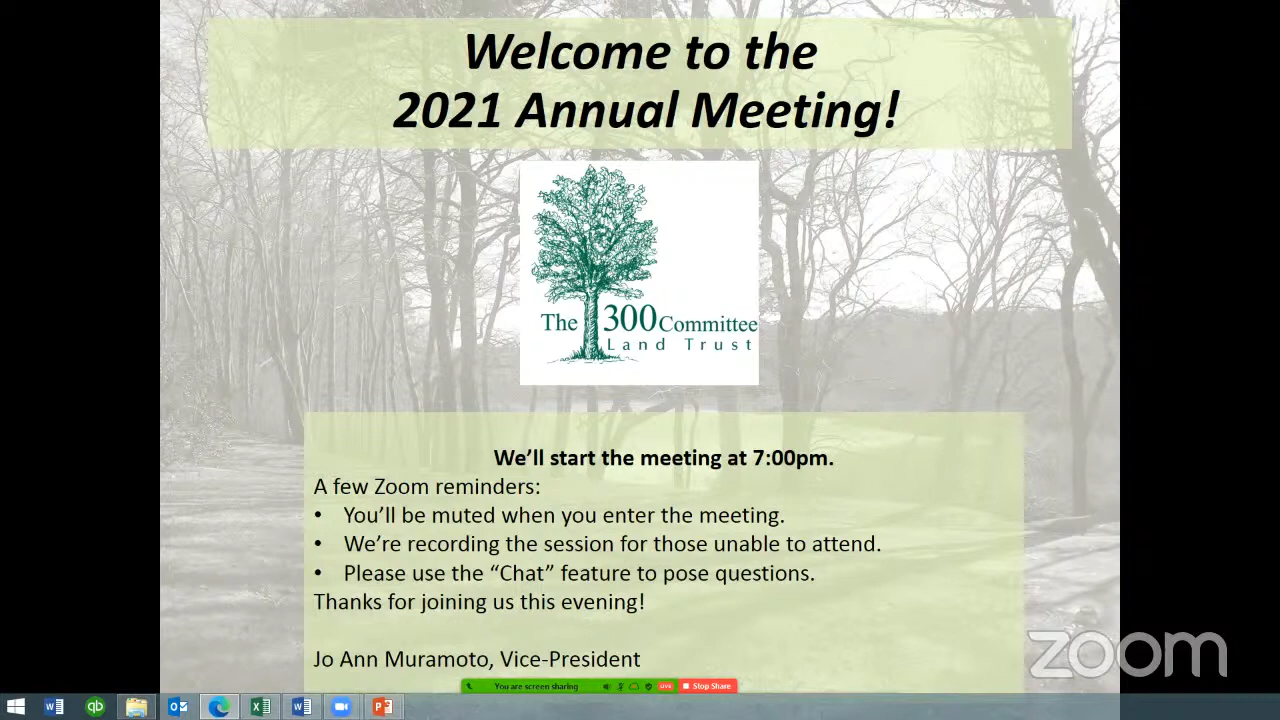 Welcome to the
2021 Annual Meeting!
The 300 Committee
Land Trust
We’ll start the meeting at 7:00pm.
A few Zoom reminders:
• You’ll be muted when you enter the meeting.
• We’re recording the session for those unable to attend.
• Please use the “Chat” feature to pose questions.
Thanks for joining us this evening!
Jo Ann Muramoto, Vice-President
zoom
You are screen sharing LIVE Stop Share